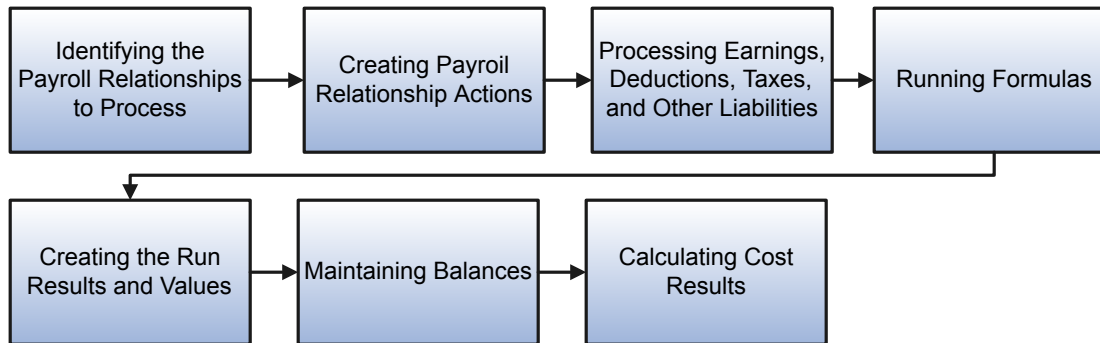 Identifying the
Payroll Relationships
to Process
Creating Payroil
Relationship Actions
Processing Earnings,
Deductions, Taxes,
and Other Liabilities
Running Formulas
Creating the Run
Results and Values
Maintaining Balances
Calculating Cost
Results